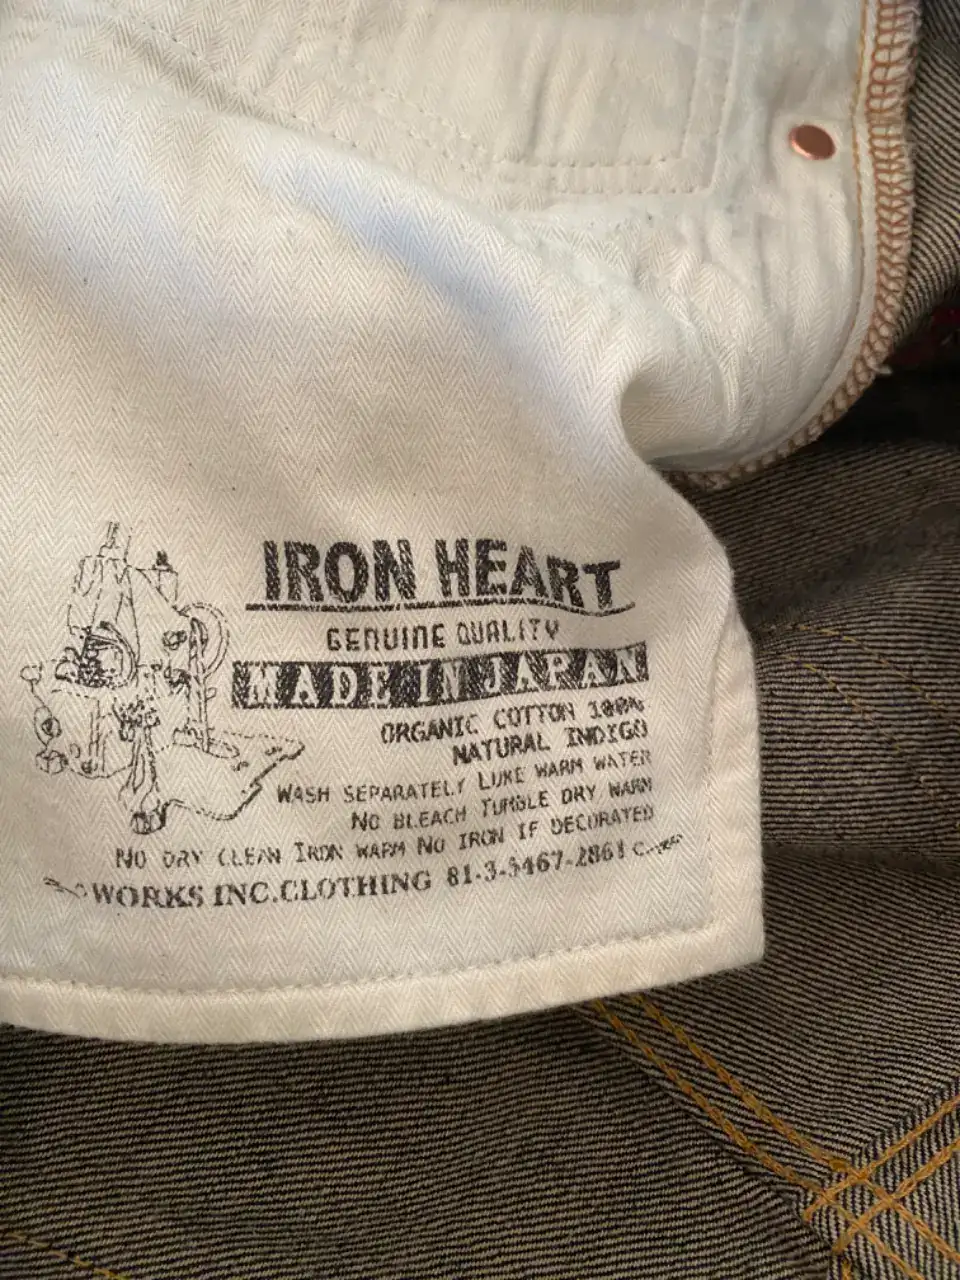 IRON HEART
GENUINE QUALITY
MADE IN JAPAN
ORGANIC COTTON 100%
NATURAL INDIGO
WASH SEPARATELY LUKE WARM WATER
NO BLEACH TUMBLE DRY WARM
NO DRY CLEAN IRON WARM NO IRON IF DECORATED
WORKS INC.CLOTHING 81-3-5467-2861